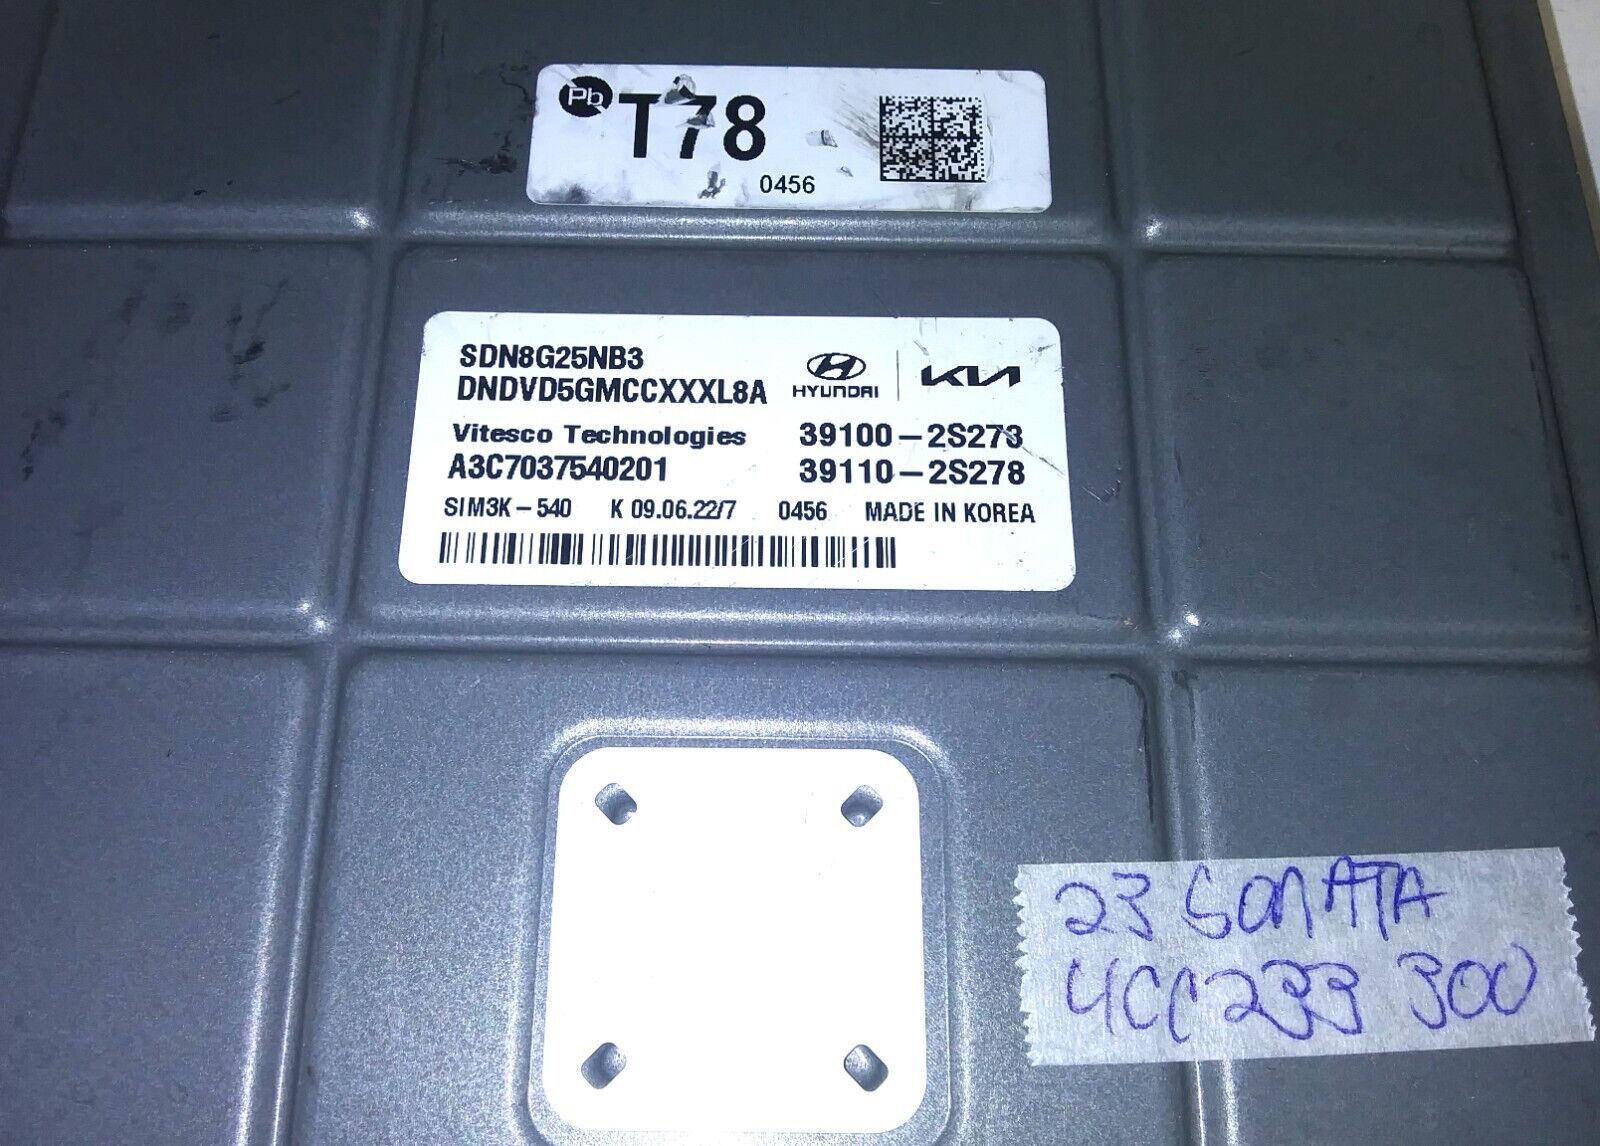 Pb T78
0456
SDN8G25NB3
DNDVD5GMCCXXXL8A
HYUNDAI KIA
Vitesco Technologies 39100-2S273
A3C7037540201 39110-2S278
SIM3K-540 K 09.06.22/7 0456 MADE IN KOREA
23 SONATA
4CC233 300